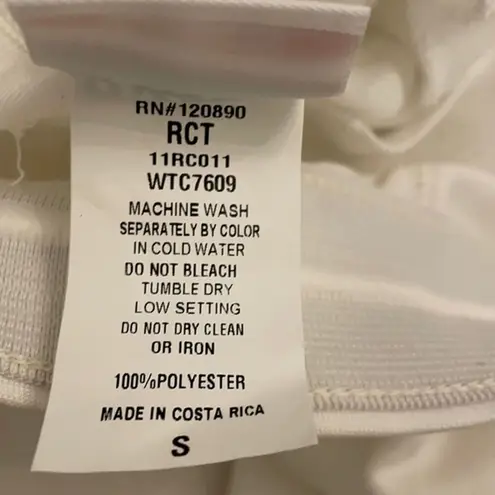 RN#120890
RCT
11RC011
WTC7609
MACHINE WASH
SEPARATELY BY COLOR
IN COLD WATER
DO NOT BLEACH
TUMBLE DRY
LOW SETTING
DO NOT DRY CLEAN
OR IRON
100%POLYESTER
MADE IN COSTA RICA
S